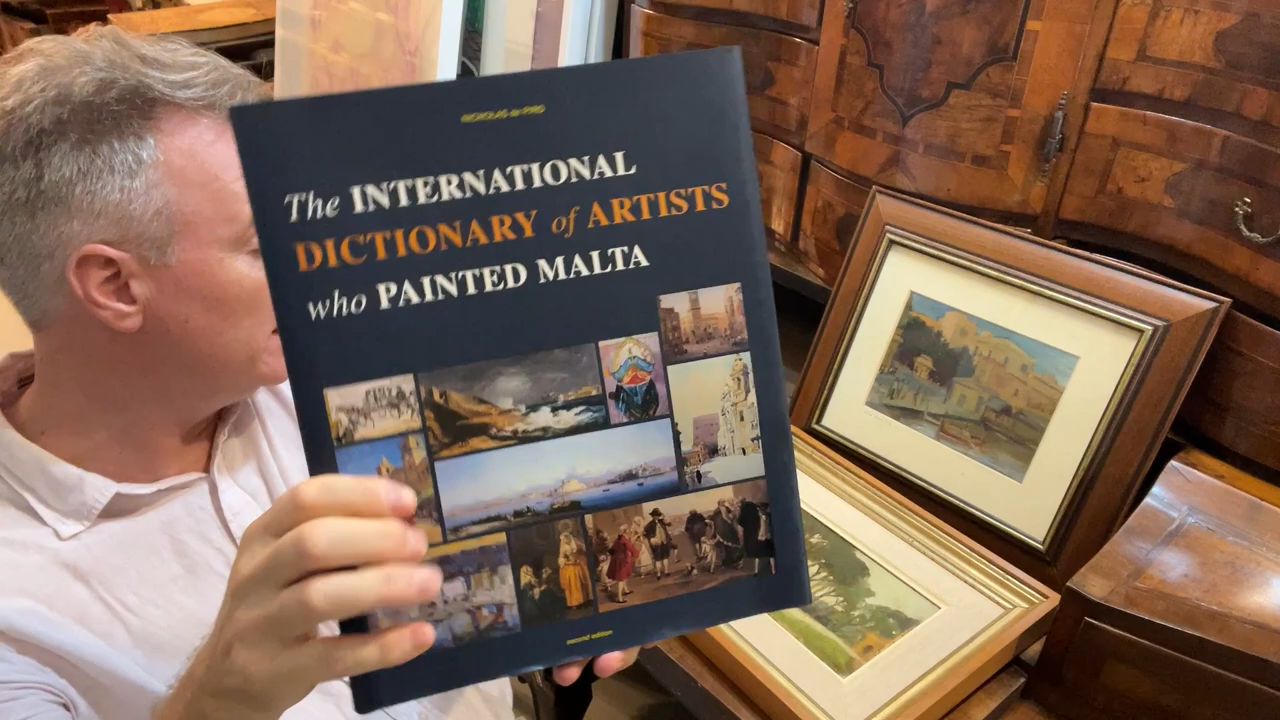 NICHOLAS de PIRO
The INTERNATIONAL
DICTIONARY of ARTISTS
who PAINTED MALTA
second edition